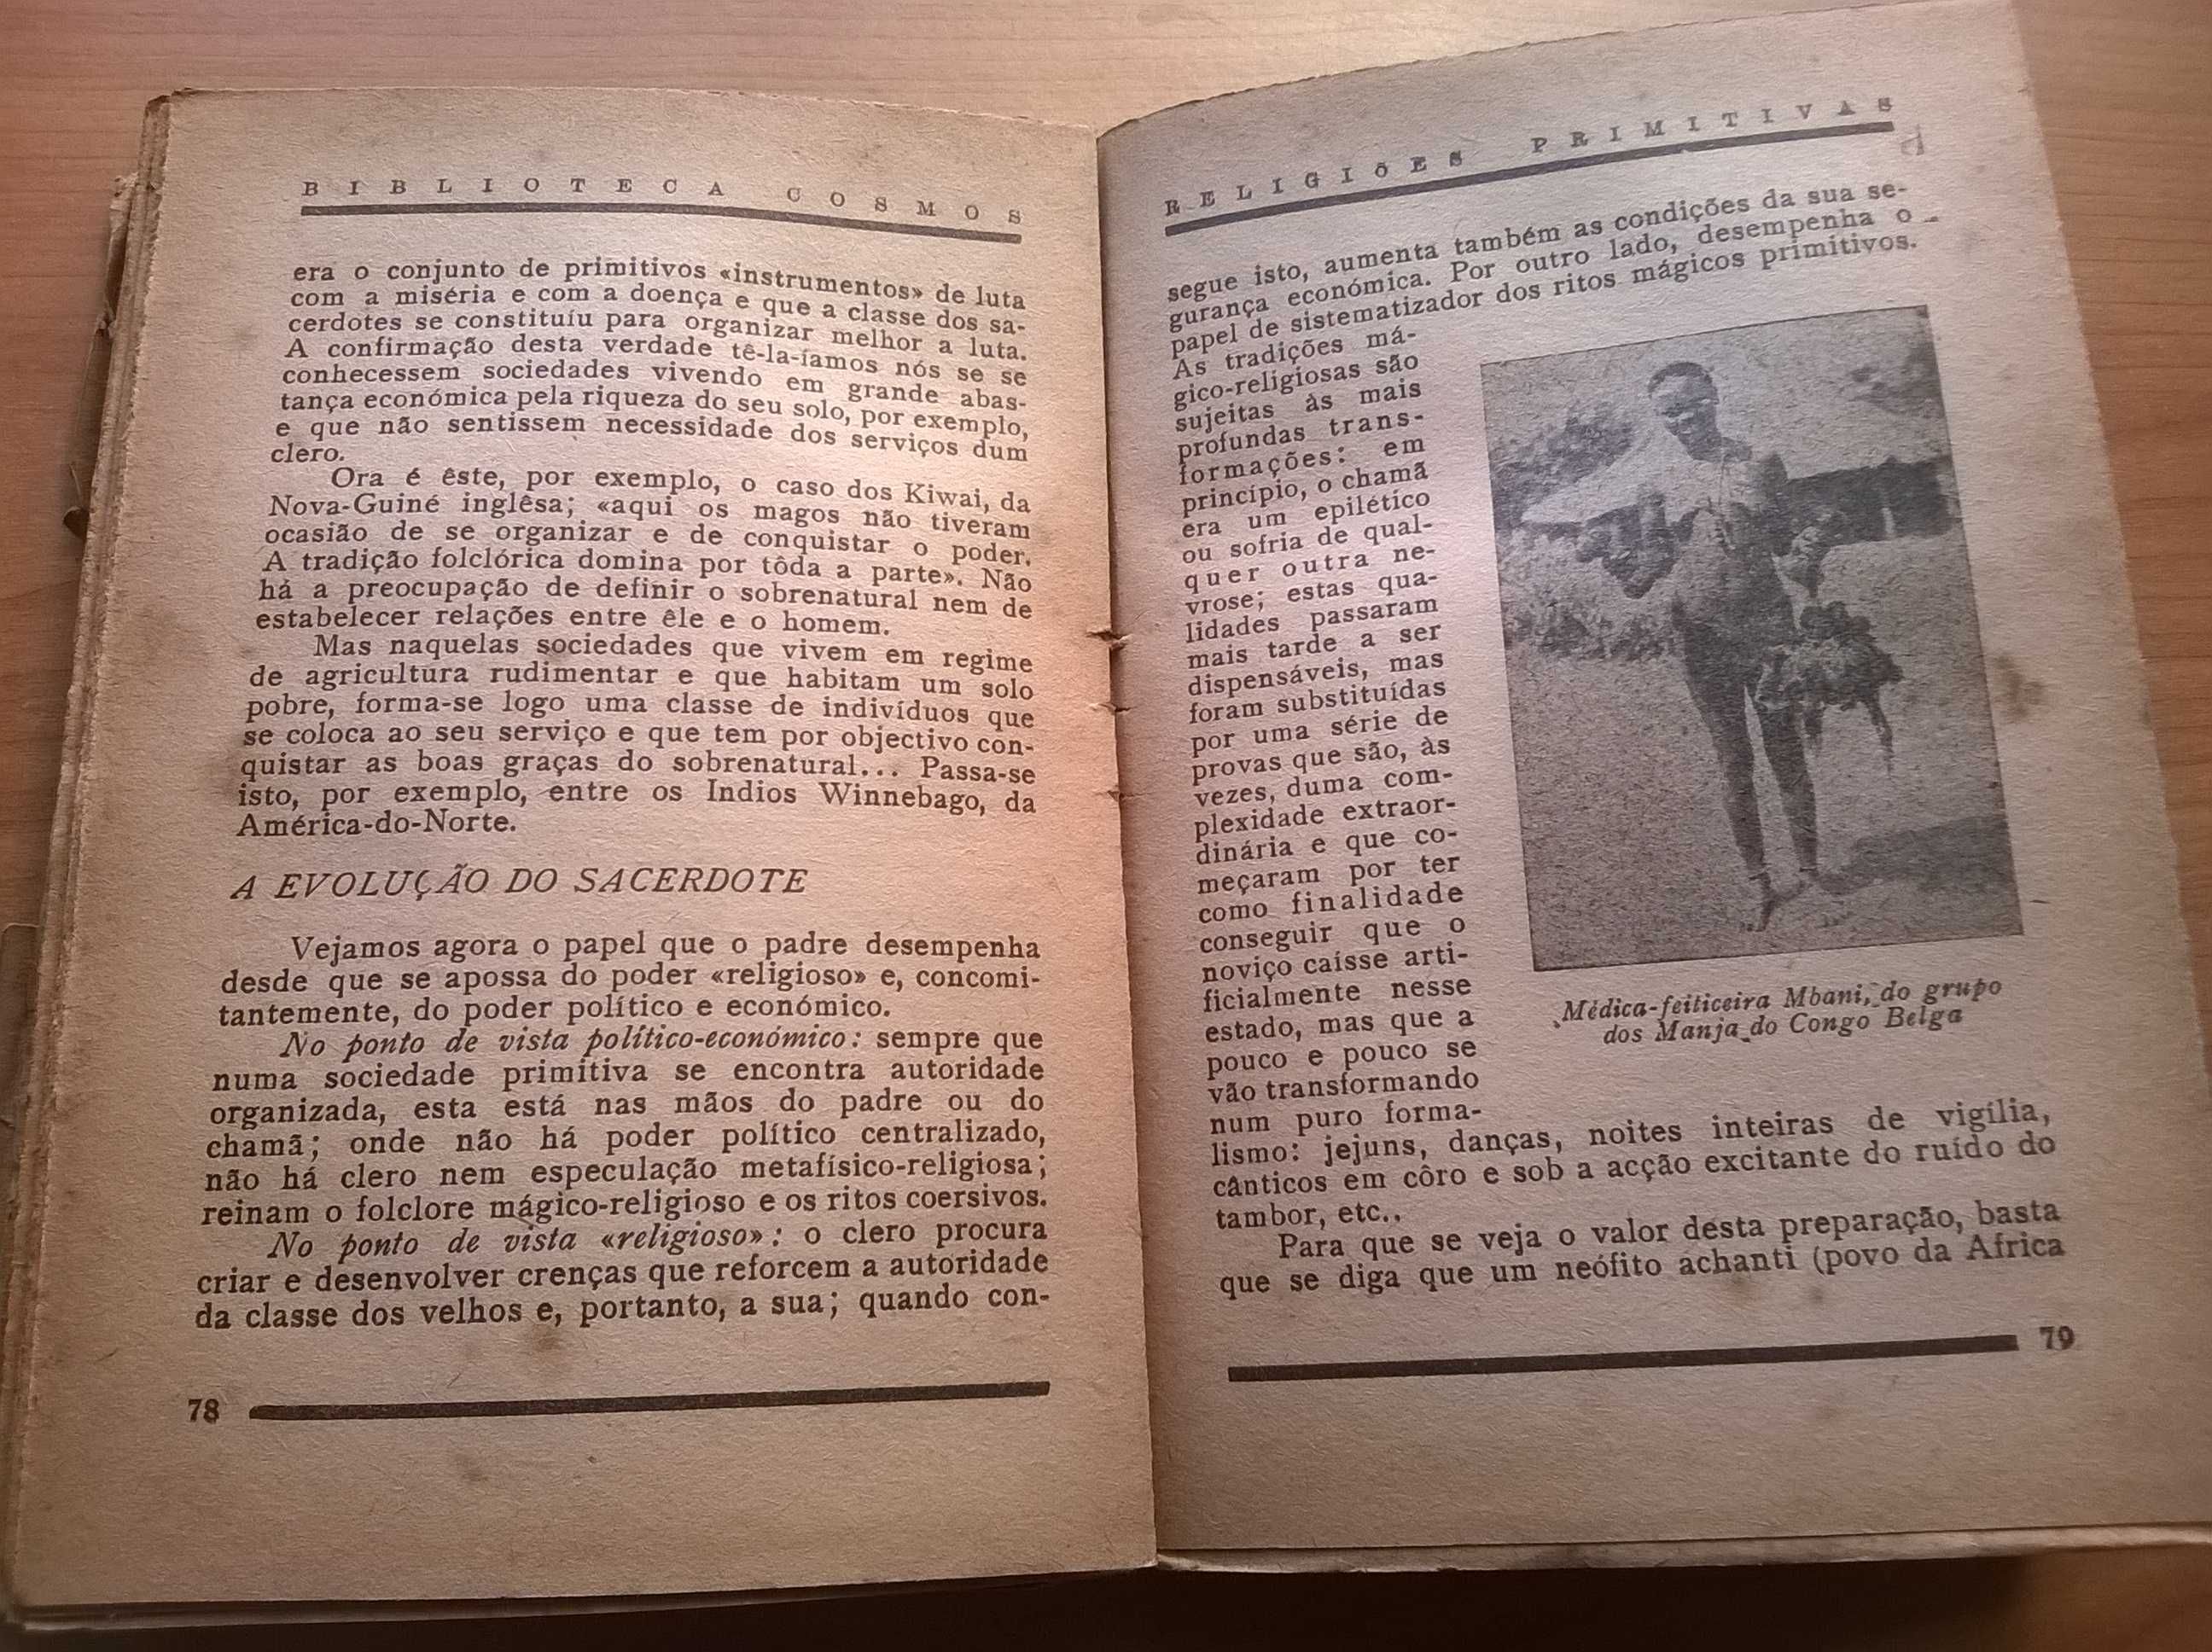 BIBLIOTECA COSMOS
era o conjunto de primitivos «instrumentos» de luta
com a miséria e com a doença e que a classe dos sa-
cerdotes se constituíu para organizar melhor a luta.
A confirmação desta verdade tê-la-íamos nós se se
conhecessem sociedades vivendo em grande abas-
tança económica pela riqueza do seu solo, por exemplo,
e que não sentissem necessidade dos serviços dum
clero.
Ora é êste, por exemplo, o caso dos Kiwai, da
Nova-Guiné inglêsa; «aqui os magos não tiveram
ocasião de se organizar e de conquistar o poder.
A tradição folclórica domina por tôda a parte». Não
há a preocupação de definir o sobrenatural nem de
estabelecer relações entre êle e o homem.
Mas naquelas sociedades que vivem em regime
de agricultura rudimentar e que habitam um solo
pobre, forma-se logo uma classe de indivíduos que
se coloca ao seu serviço e que tem por objectivo con-
quistar as boas graças do sobrenatural... Passa-se
isto, por exemplo, entre os Indios Winnebago, da
América-do-Norte.
A EVOLUÇÃO DO SACERDOTE
Vejamos agora o papel que o padre desempenha
desde que se apossa do poder «religioso» e, concomi-
tantemente, do poder político e económico.
No ponto de vista político-económico: sempre que
numa sociedade primitiva se encontra autoridade
organizada, esta está nas mãos do padre ou do
chamã; onde não há poder político centralizado,
não há clero nem especulação metafísico-religiosa;
reinam o folclore mágico-religioso e os ritos coersivos.
No ponto de vista «religioso»: o clero procura
criar e desenvolver crenças que reforcem a autoridade
da classe dos velhos e, portanto, a sua; quando con-
78
RELIGIÕES PRIMITIVAS
segue isto, aumenta também as condições da sua se-
gurança económica. Por outro lado, desempenha o
papel de sistematizador dos ritos mágicos primitivos.
As tradições má-
gico-religiosas são
sujeitas às mais
profundas trans-
formações: em
princípio, o chamã
era um epilético
ou sofria de qual-
quer outra ne-
vrose; estas qua-
lidades passaram
mais tarde a ser
dispensáveis, mas
foram substituídas
por uma série de
provas que são, às
vezes, duma com-
plexidade extraor-
dinária e que co-
meçaram por ter
como finalidade
conseguir que o
noviço caísse arti-
ficialmente nesse
estado, mas que a
pouco e pouco se
vão transformando
num puro forma-
lismo: jejuns, danças, noites inteiras de vigília,
cânticos em côro e sob a acção excitante do ruído do
tambor, etc..
Para que se veja o valor desta preparação, basta
que se diga que um neófito achanti (povo da Africa
Médica-feiticeira Mbani, do grupo
dos Manja do Congo Belga
79